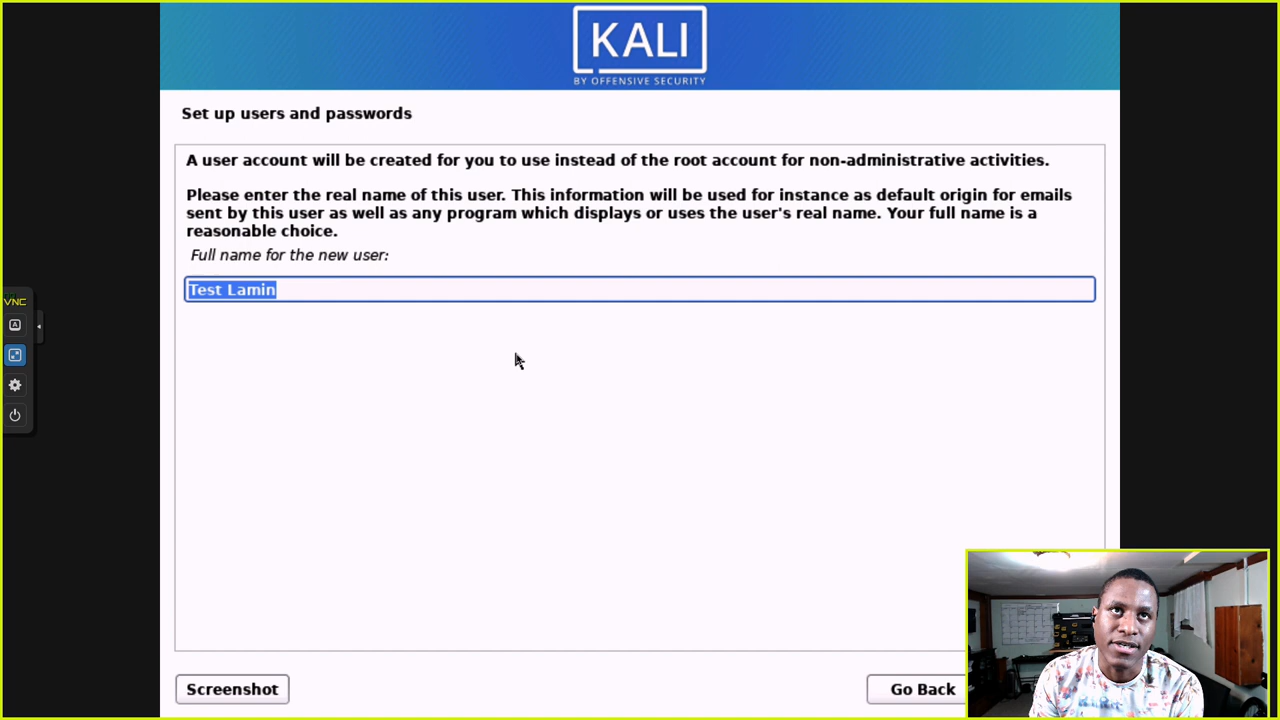 KALI
BY OFFENSIVE SECURITY
Set up users and passwords
A user account will be created for you to use instead of the root account for non-administrative activities.
Please enter the real name of this user. This information will be used for instance as default origin for emails
sent by this user as well as any program which displays or uses the user's real name. Your full name is a
reasonable choice.
Full name for the new user:
Test Lamin
VNC
A
Screenshot
Go Back